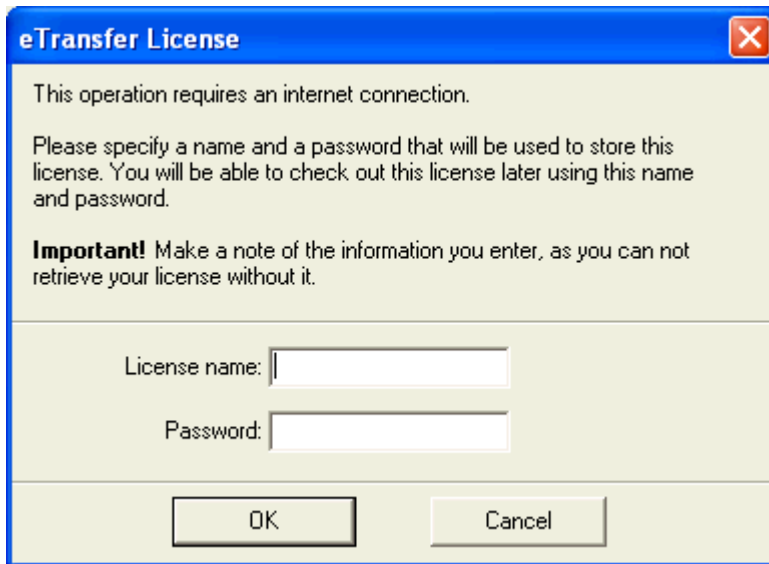 eTransfer License
This operation requires an internet connection.
Please specify a name and a password that will be used to store this
license. You will be able to check out this license later using this name
and password.
Important! Make a note of the information you enter, as you can not
retrieve your license without it.
License name:
Password:
OK Cancel